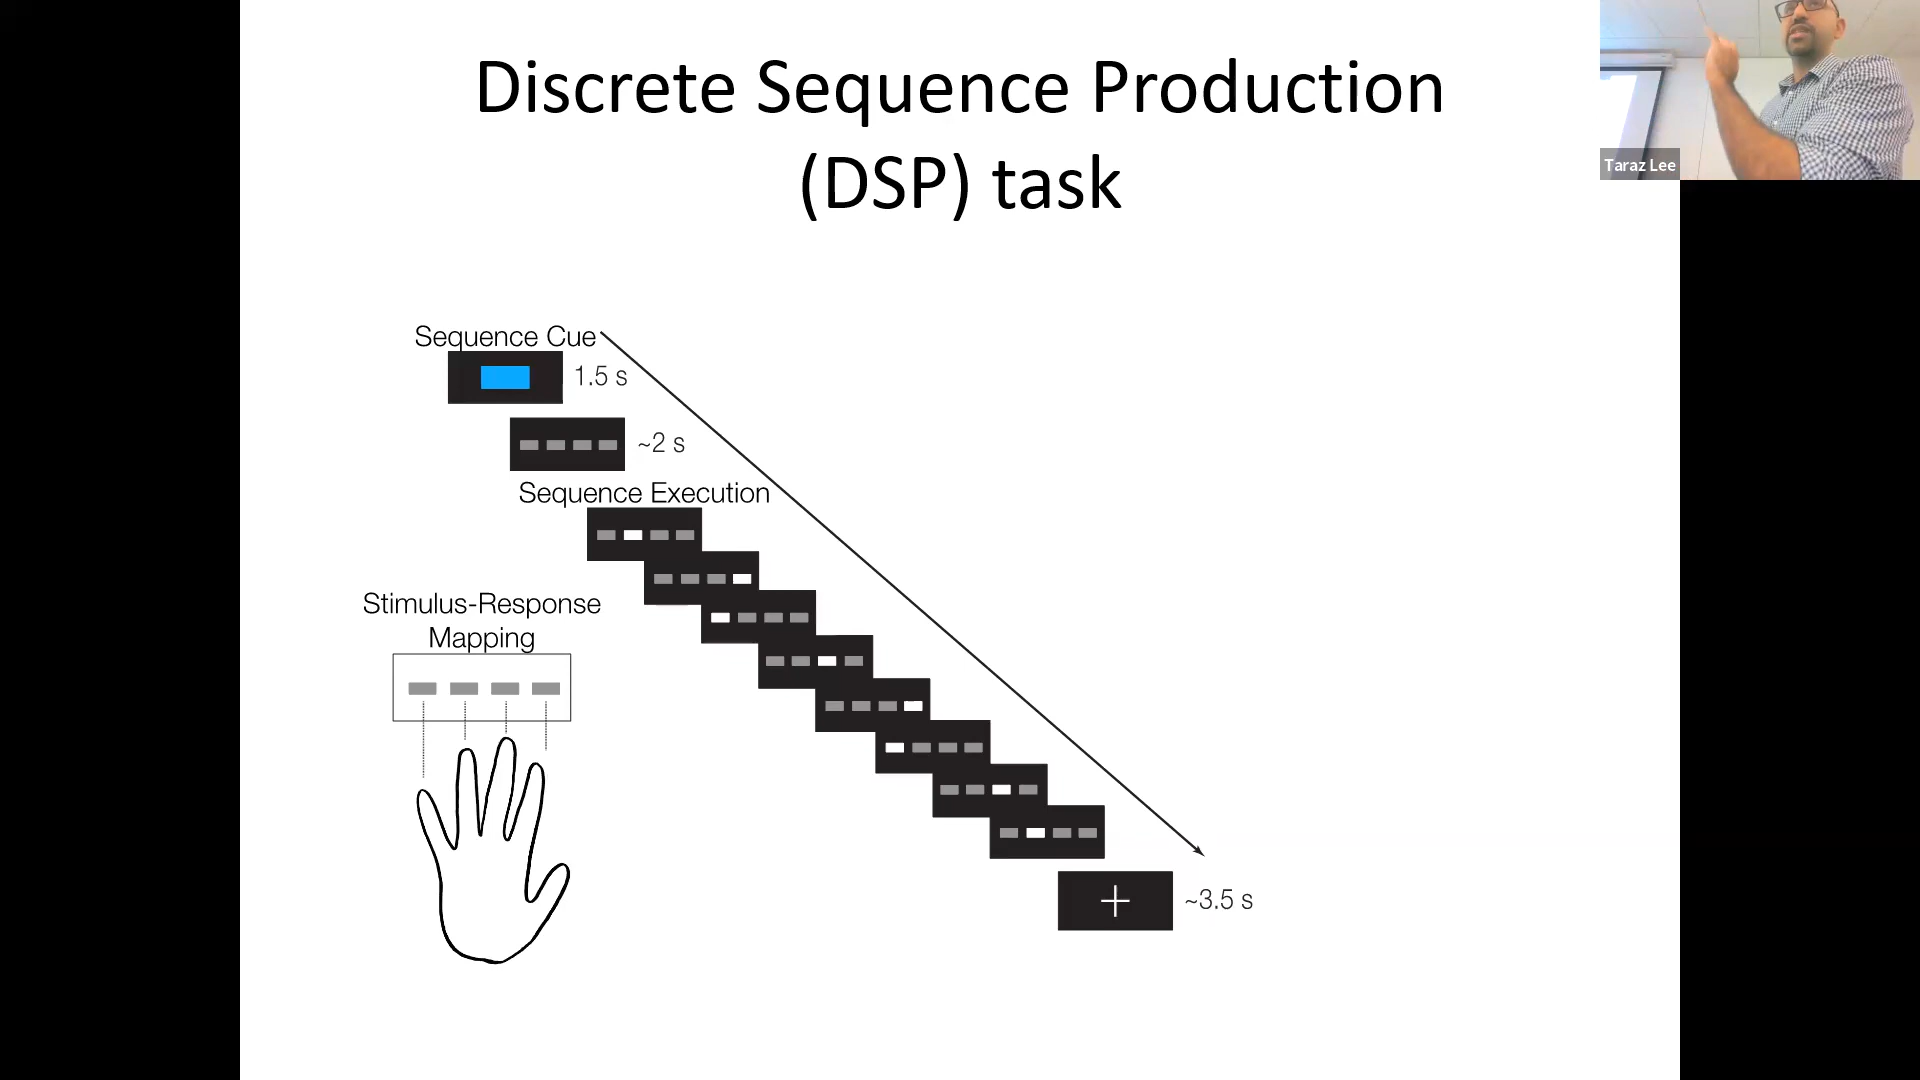 Discrete Sequence Production
(DSP) task
Taraz Lee
Sequence Cue
1.5 s
~2 s
Sequence Execution
Stimulus-Response
Mapping
~3.5 s